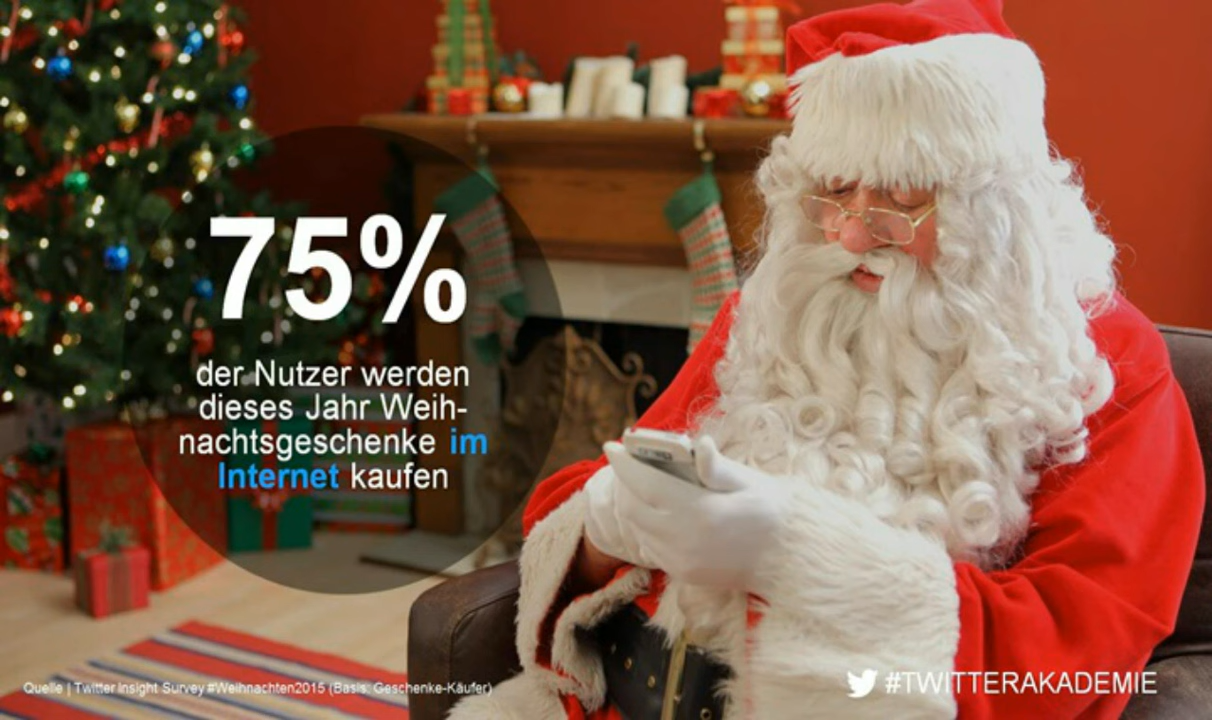 75%
der Nutzer werden
dieses Jahr Weih-
nachtsgeschenke im
Internet kaufen
Quelle | Twitter Insight Survey #Weihnachten2015 (Basis: Geschenke-Käufer)
#TWITTERAKADEMIE